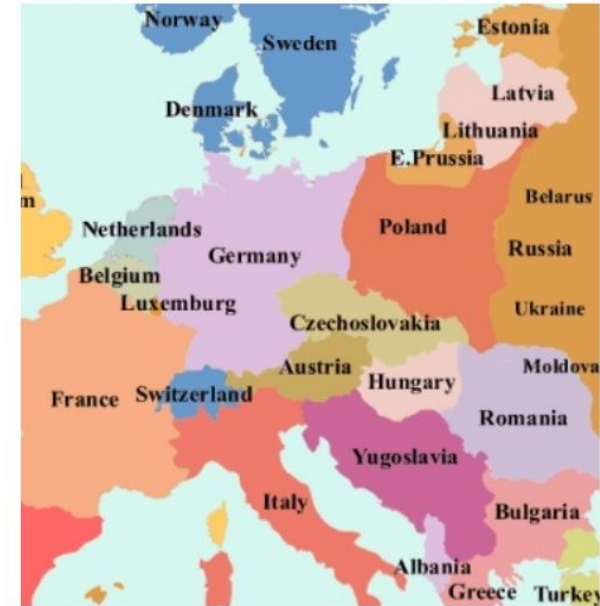 Norway
Sweden
Estonia
Latvia
Denmark
Lithuania
E.Prussia
m
Belarus
Netherlands
Poland
Germany
Russia
Belgium
Luxemburg
Ukraine
Czechoslovakia
Austria
Moldova
Hungary
France
Switzerland
Romania
Yugoslavia
Italy
Bulgaria
Albania
Greece
Turkey